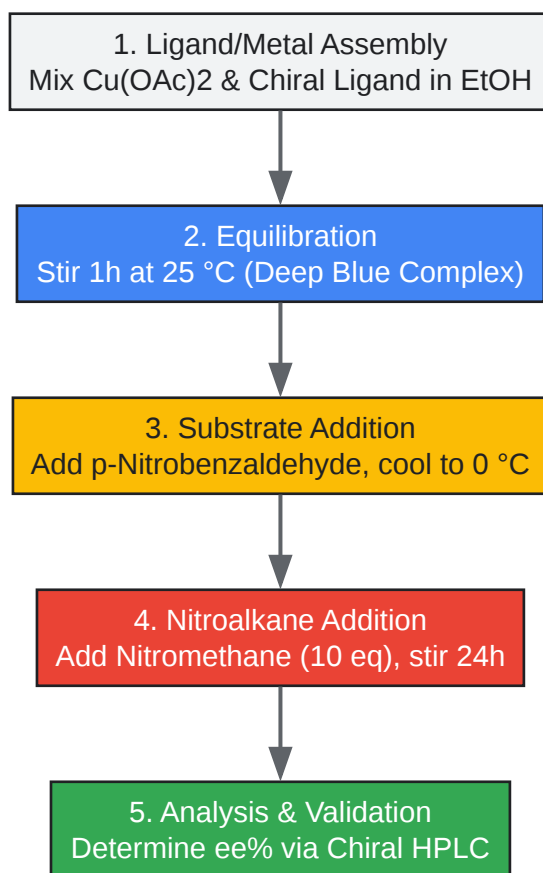 1. Ligand/Metal Assembly
Mix Cu(OAc)2 & Chiral Ligand in EtOH
2. Equilibration
Stir 1h at 25 °C (Deep Blue Complex)
3. Substrate Addition
Add p-Nitrobenzaldehyde, cool to 0 °C
4. Nitroalkane Addition
Add Nitromethane (10 eq), stir 24h
5. Analysis & Validation
Determine ee% via Chiral HPLC